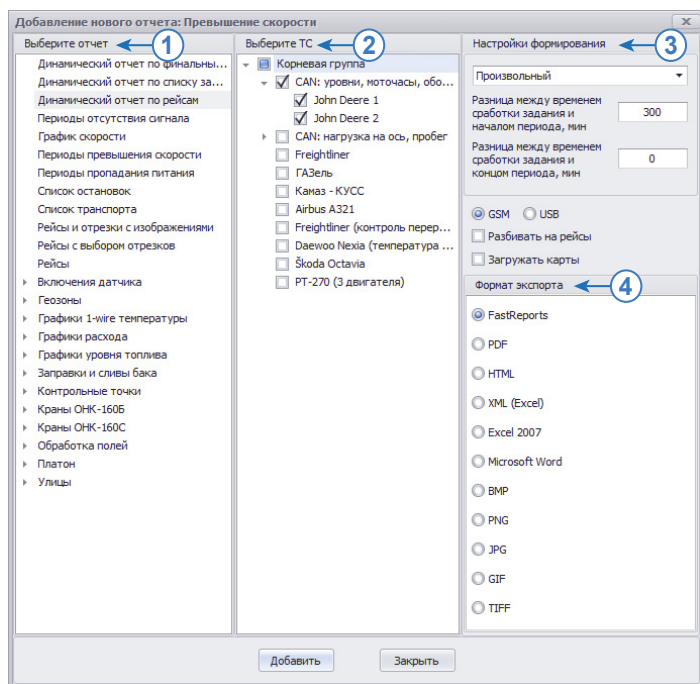 Добавление нового отчета: Превышение скорости
Выберите отчет
1
Динамический отчет по финальны...
Динамический отчет по списку за...
Динамический отчет по рейсам
Периоды отсутствия сигнала
График скорости
Периоды превышения скорости
Периоды пропадания питания
Список остановок
Список транспорта
Рейсы и отрезки с изображениями
Рейсы с выбором отрезков
Рейсы
Включения датчика
Геозоны
Графики 1-wire температуры
Графики расхода
Графики уровня топлива
Заправки и сливы бака
Контрольные точки
Краны ОНК-160Б
Краны ОНК-160С
Обработка полей
Платон
Улицы
Выберите ТС
2
Корневая группа
CAN: уровни, моточасы, обо...
John Deere 1
John Deere 2
CAN: нагрузка на ось, пробег
Freightliner
ГАЗель
Камаз - КУСС
Airbus A321
Freightliner (контроль перер...
Daewoo Nexia (температура ...
Škoda Octavia
РТ-270 (3 двигателя)
Настройки формирования
3
Произвольный
Разница между временем
сработки задания и
началом периода, мин
300
Разница между временем
сработки задания и
концом периода, мин
0
GSM USB
Разбивать на рейсы
Загружать карты
Формат экспорта
4
FastReports
PDF
HTML
XML (Excel)
Excel 2007
Microsoft Word
BMP
PNG
JPG
GIF
TIFF
Добавить
Закрыть